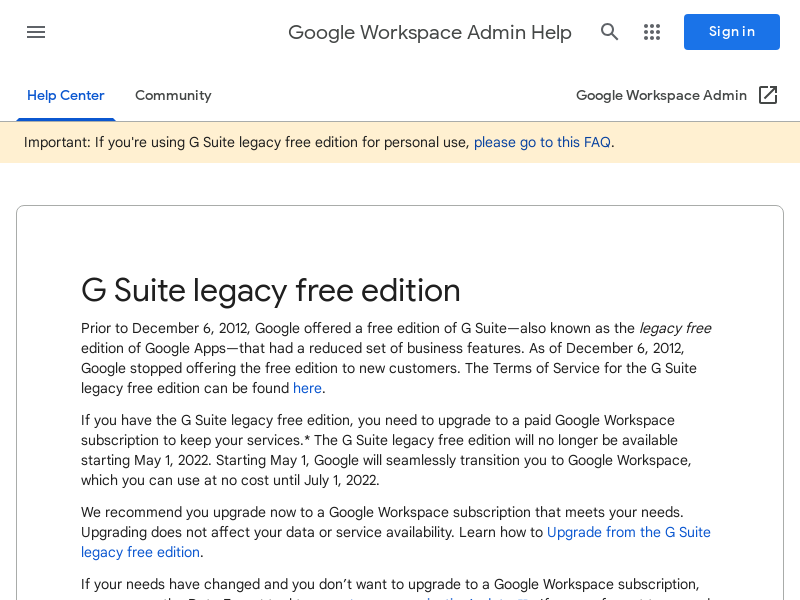 Google Workspace Admin Help
Sign in
Help Center
Community
Google Workspace Admin
Important: If you're using G Suite legacy free edition for personal use, please go to this FAQ.
G Suite legacy free edition
Prior to December 6, 2012, Google offered a free edition of G Suite—also known as the legacy free
edition of Google Apps—that had a reduced set of business features. As of December 6, 2012,
Google stopped offering the free edition to new customers. The Terms of Service for the G Suite
legacy free edition can be found here.
If you have the G Suite legacy free edition, you need to upgrade to a paid Google Workspace
subscription to keep your services.* The G Suite legacy free edition will no longer be available
starting May 1, 2022. Starting May 1, Google will seamlessly transition you to Google Workspace,
which you can use at no cost until July 1, 2022.
We recommend you upgrade now to a Google Workspace subscription that meets your needs.
Upgrading does not affect your data or service availability. Learn how to Upgrade from the G Suite
legacy free edition.
If your needs have changed and you don’t want to upgrade to a Google Workspace subscription,